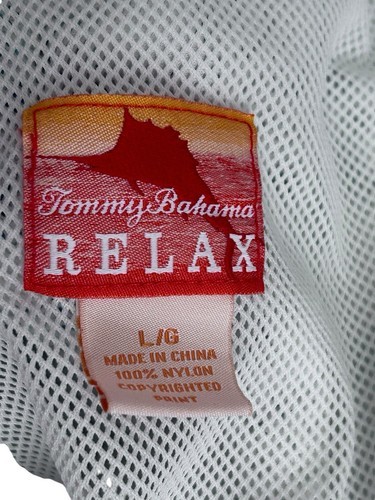 Tommy Bahama
RELAX
L/G
MADE IN CHINA
100% NYLON
COPYRIGHTED
PRINT